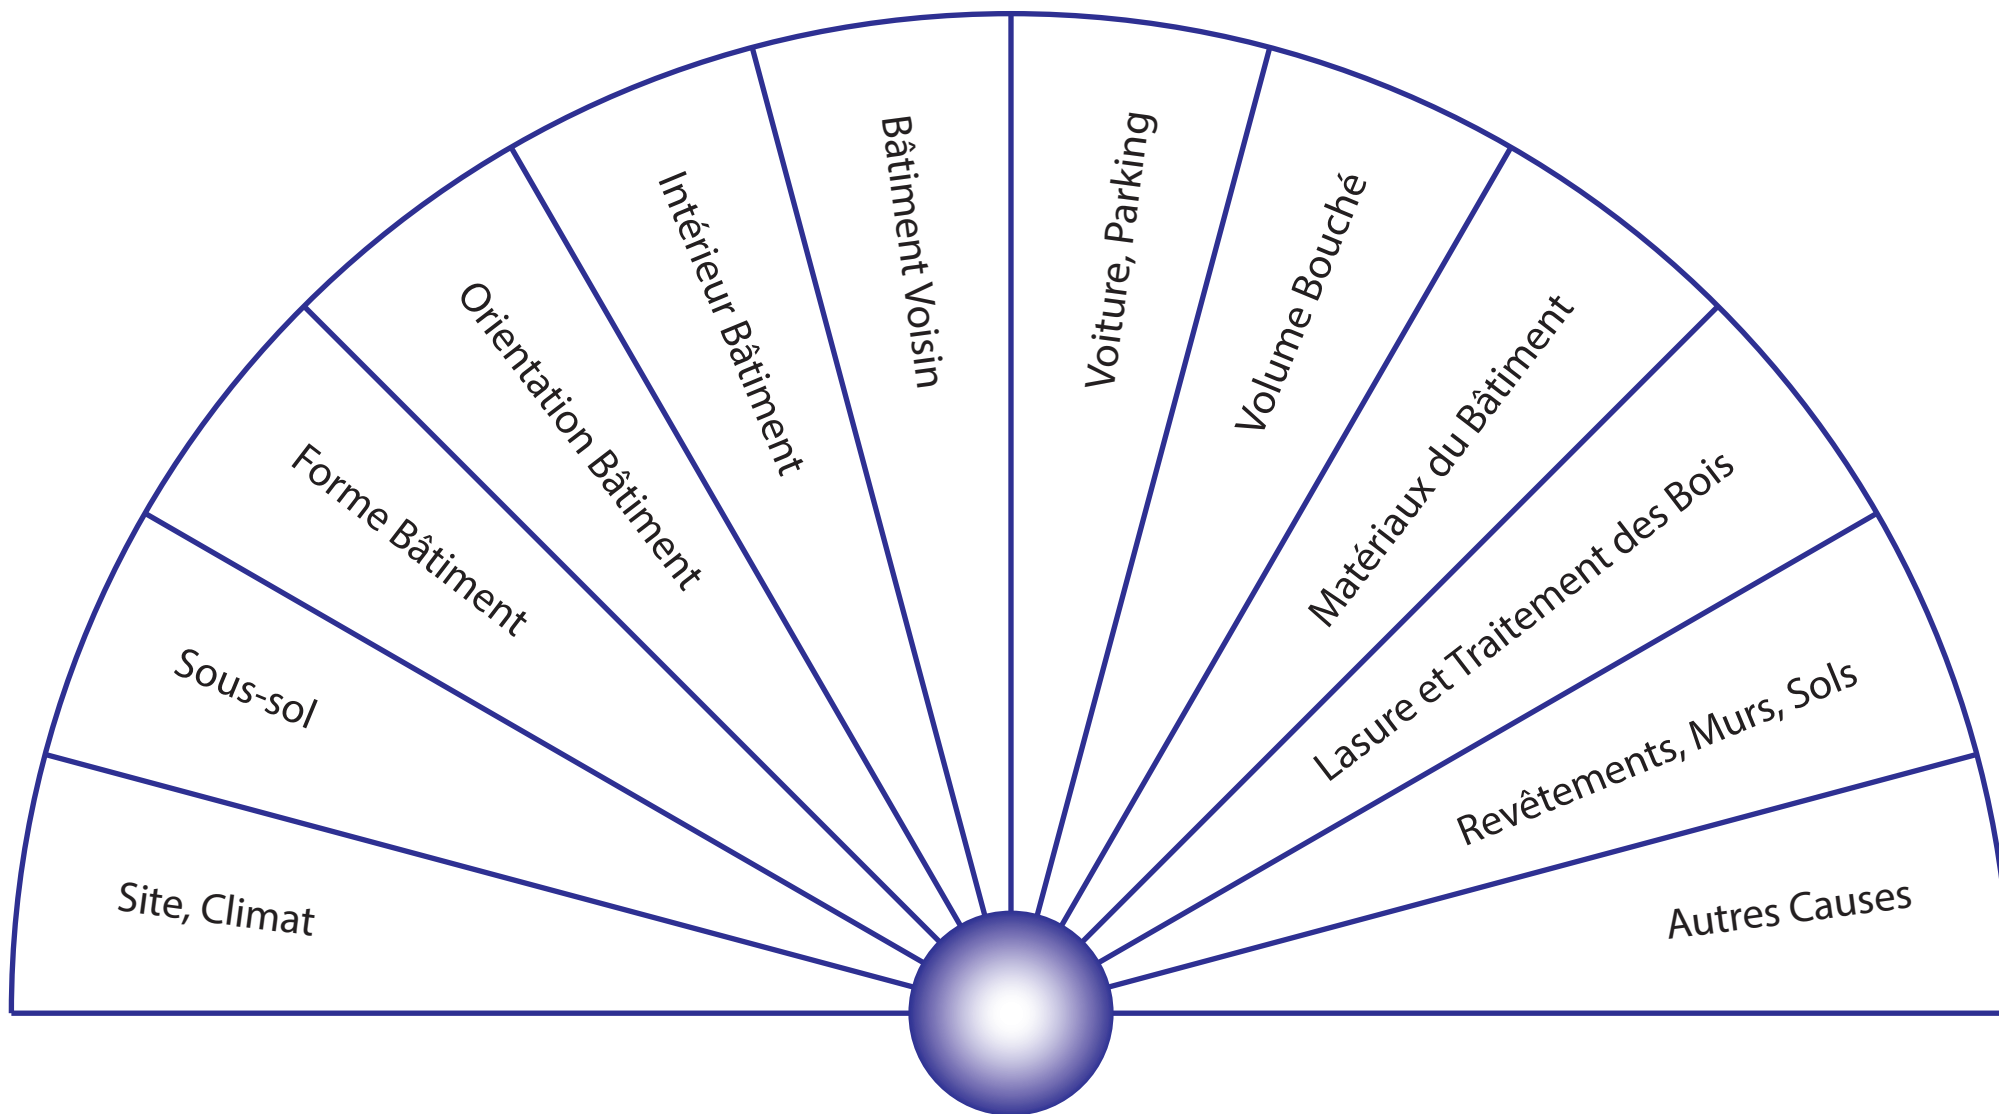 Site, Climat
Sous-sol
Forme Bâtiment
Orientation Bâtiment
Intérieur Bâtiment
Bâtiment Voisin
Voiture, Parking
Volume Bouché
Matériaux du Bâtiment
Lasure et Traitement des Bois
Revêtements, Murs, Sols
Autres Causes